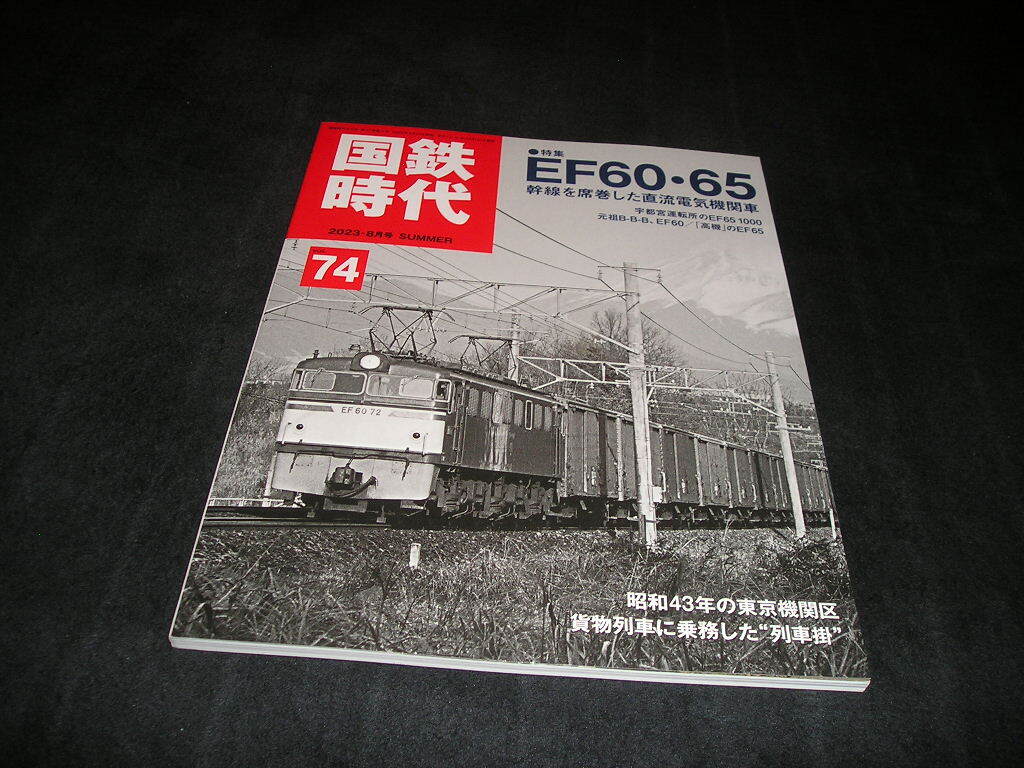 国鉄
時代
2023-8月号 SUMMER
74
●特集
EF60・65
幹線を席巻した直流電気機関車
宇都宮運転所のEF65 1000
元祖B-B-B、EF60／「高機」のEF65
EF60 72
昭和43年の東京機関区
貨物列車に乗務した“列車掛”